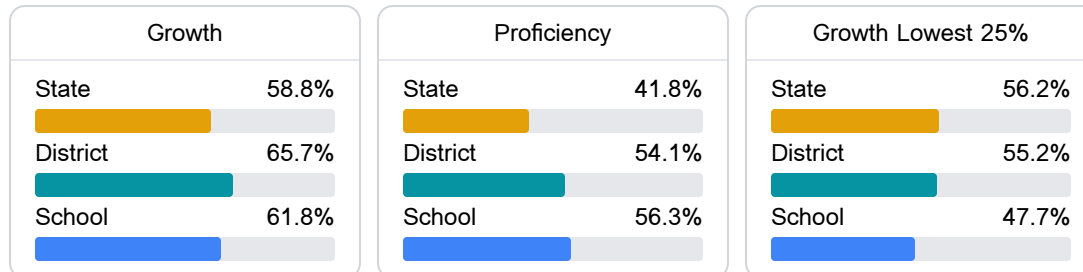 Growth
State 58.8%
District 65.7%
School 61.8%
Proficiency
State 41.8%
District 54.1%
School 56.3%
Growth Lowest 25%
State 56.2%
District 55.2%
School 47.7%